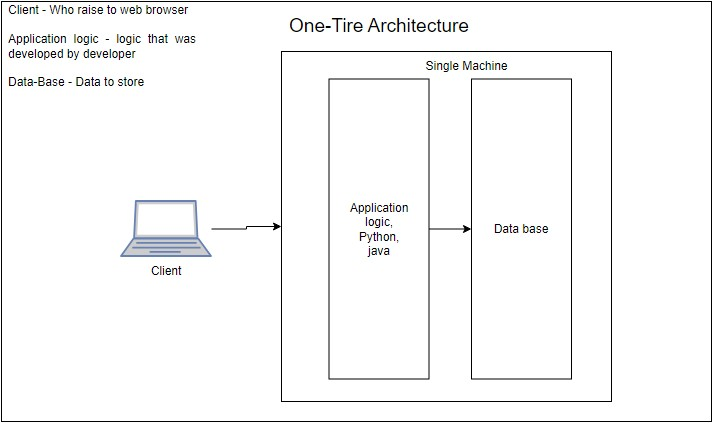 Client - Who raise to web browser
Application logic - logic that was
developed by developer
Data-Base - Data to store
One-Tire Architecture
Single Machine
Application
logic,
Python,
java
Data base
Client